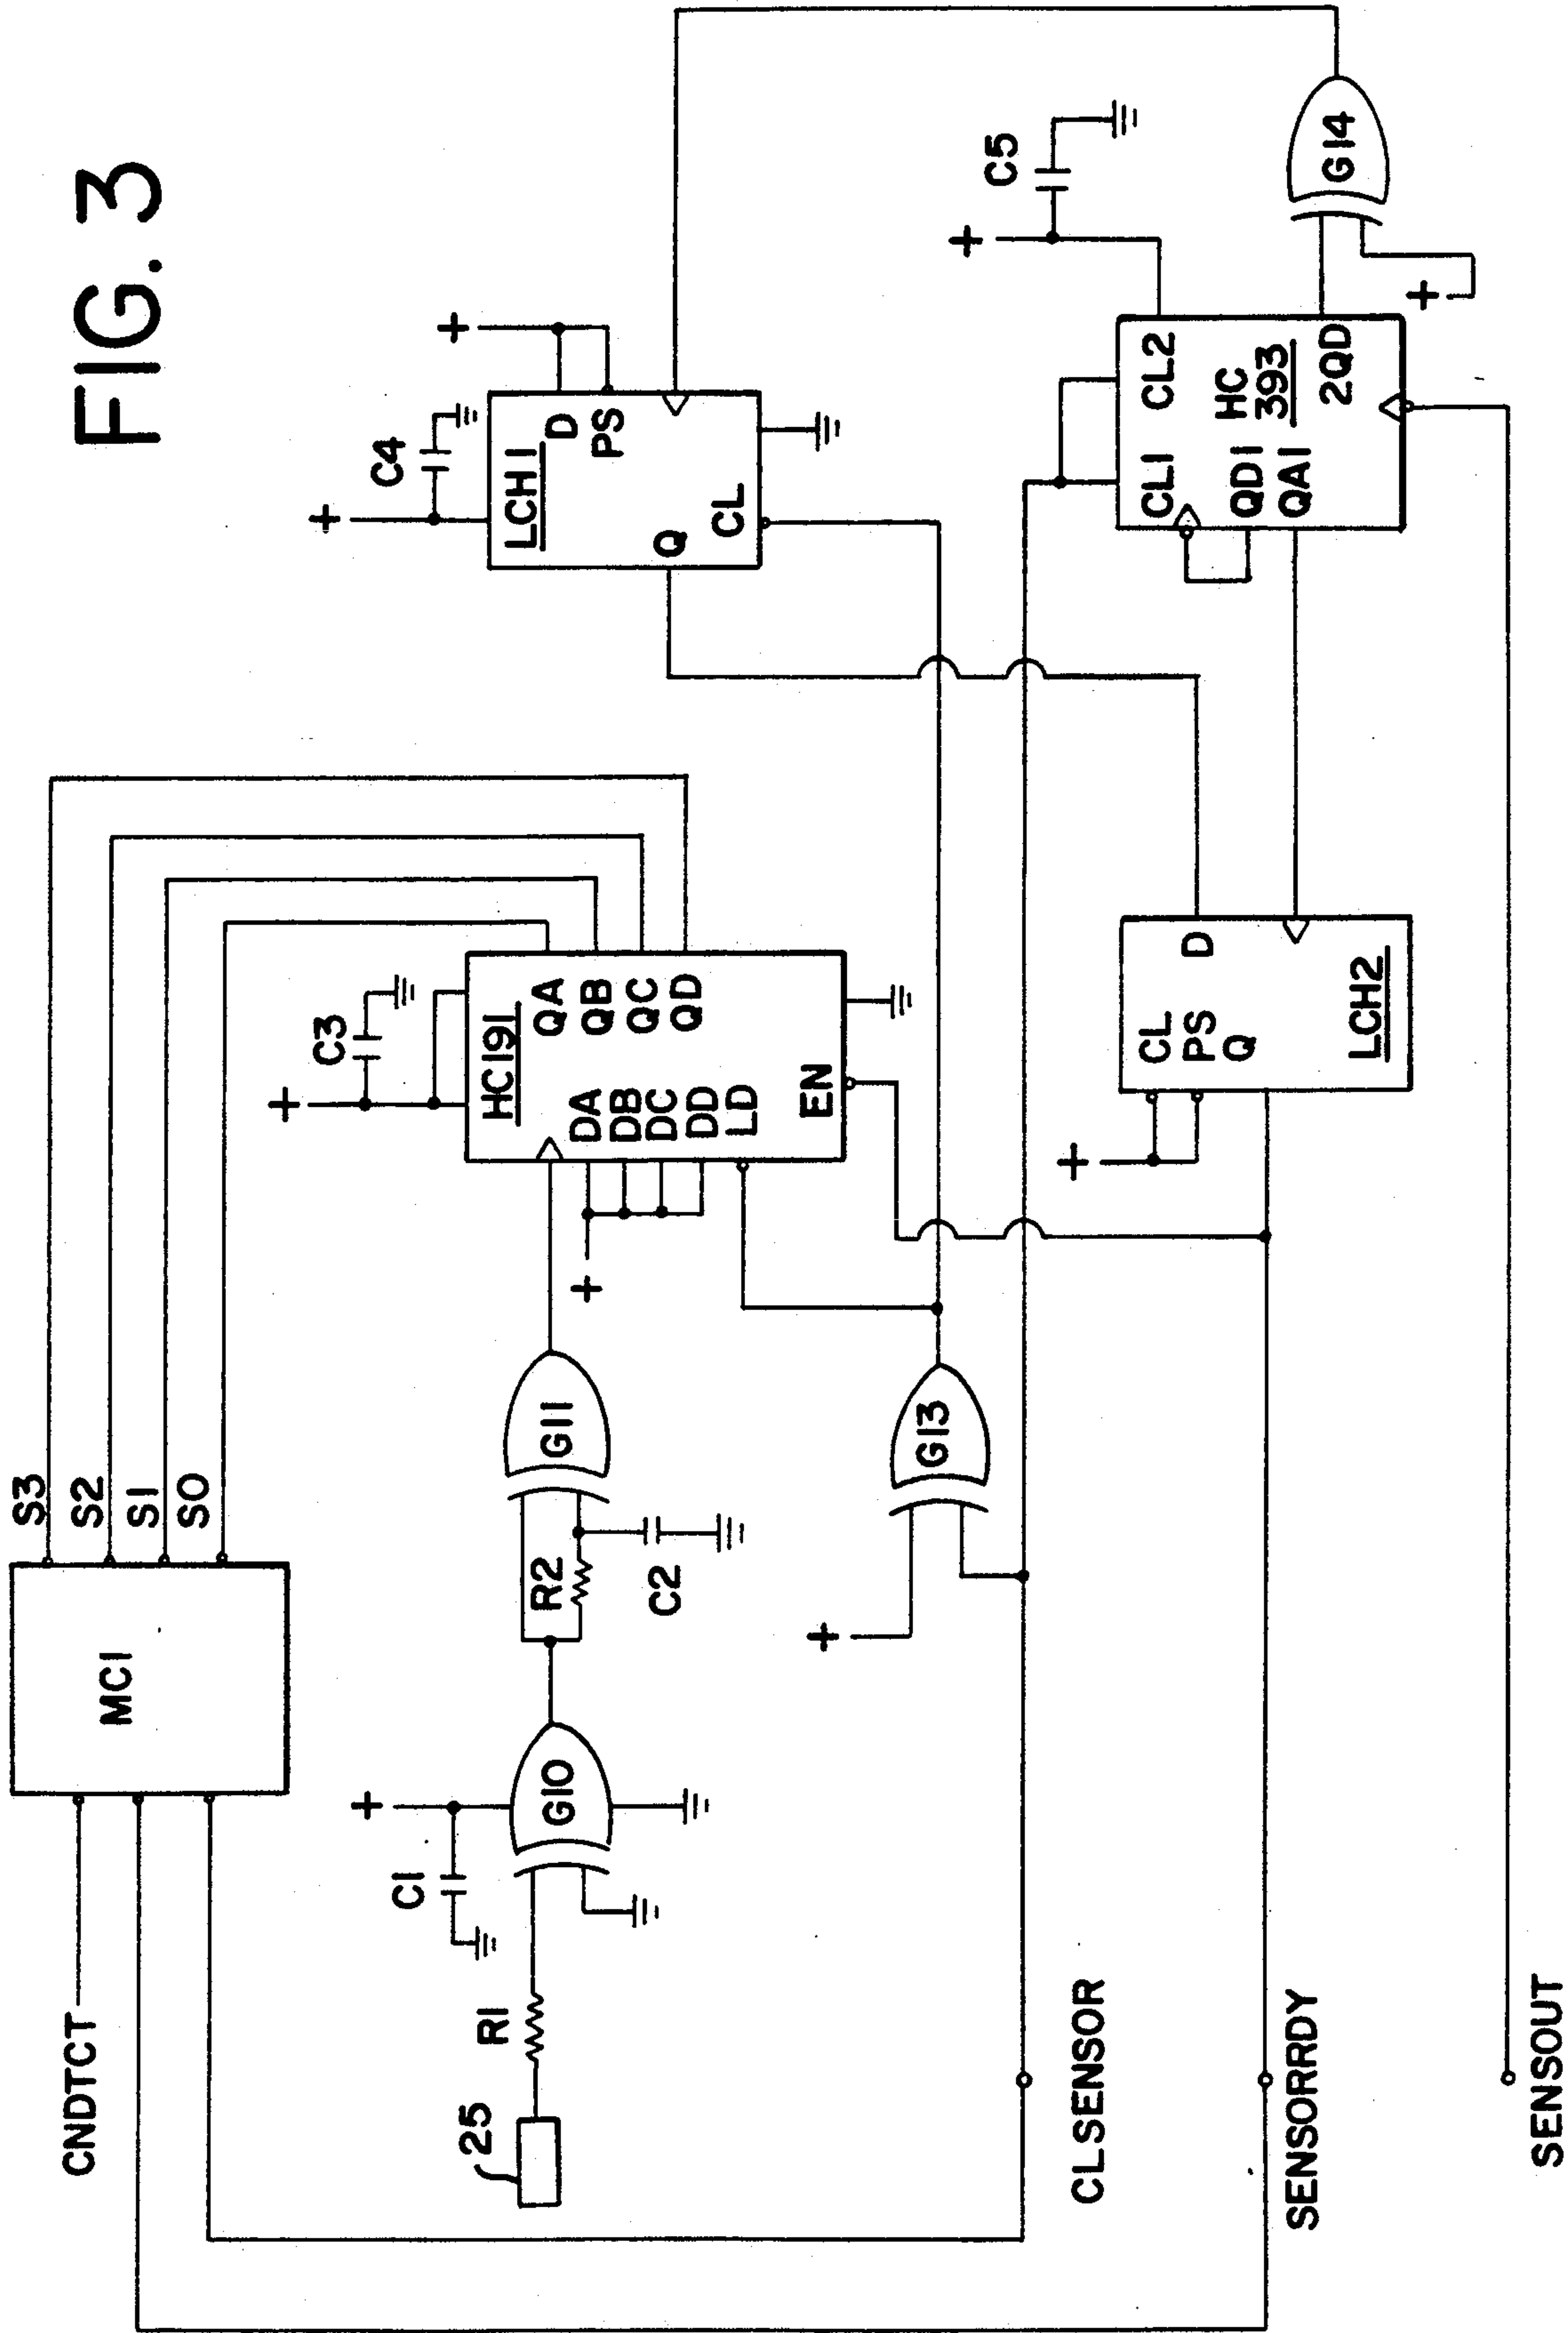 FIG. 3
CNDTCT
MC1
S3
S2
S1
S0
25
R1
C1
G10
R2
C2
G11
+
C3
HC191
QA
QB
QC
QD
DA
DB
DC
DD
LD
EN
+
+
C4
LCH1
D
PS
Q
CL
+
+
G13
+
CLSENSOR
SENSORRDY
SENSOUT
CL
PS
Q
D
LCH2
+
C5
+
CL1
CL2
HC
393
QD1
QA1
2QD
+
G14